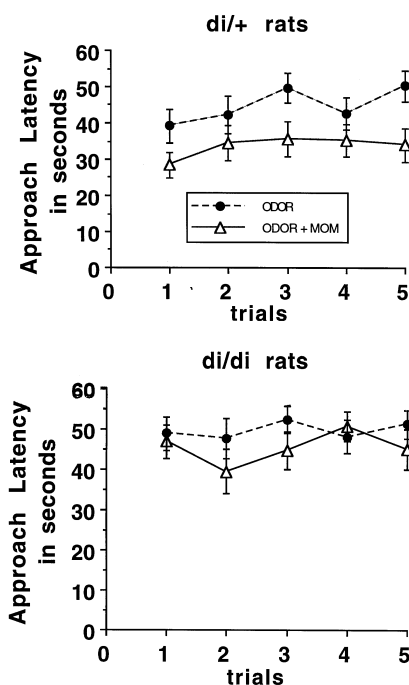 di/+ rats
Approach Latency
in seconds
60
50
40
30
20
10
0
ODOR
ODOR + MOM
0 1 2 3 4 5
trials
di/di rats
Approach Latency
in seconds
60
50
40
30
20
10
0
0 1 2 3 4 5
trials